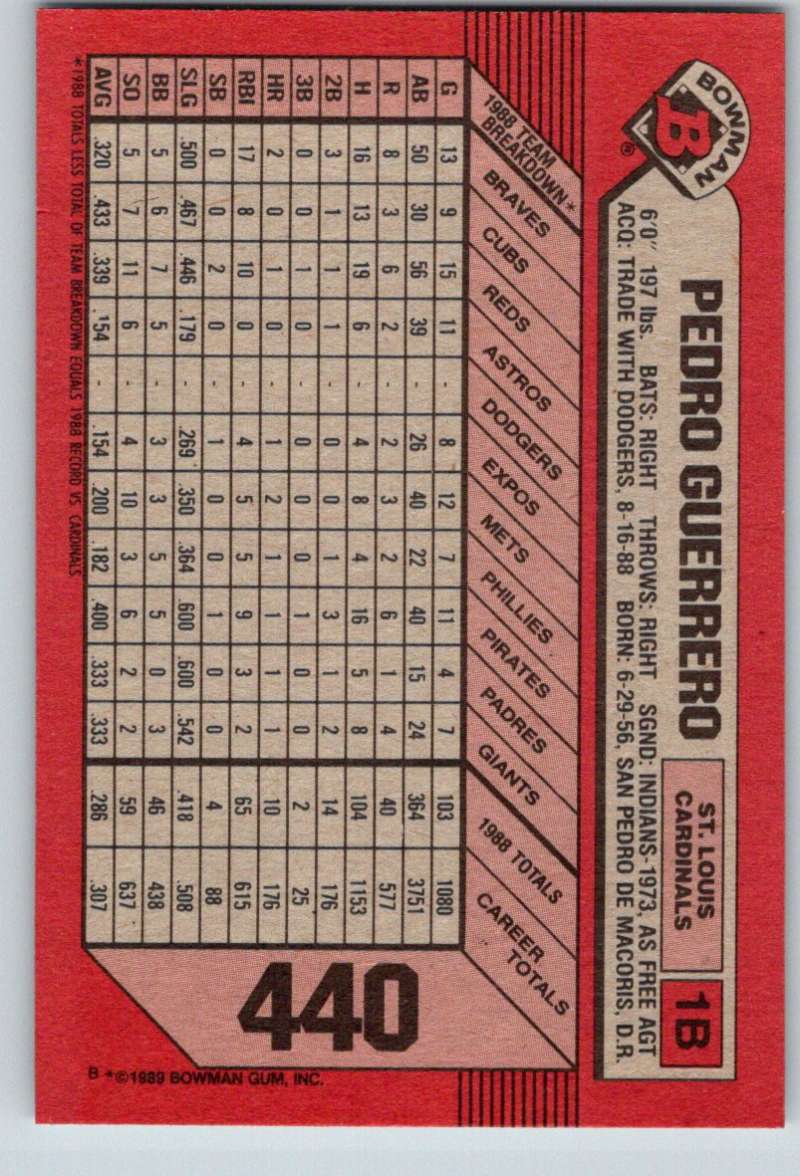 BOWMAN
B
®
PEDRO GUERRERO
ST. LOUIS
CARDINALS
1B
6'0" 197 lbs. BATS: RIGHT THROWS: RIGHT SGND: INDIANS-1973, AS FREE AGT
ACQ: TRADE WITH DODGERS, 8-16-88 BORN: 6-29-56, SAN PEDRO DE MACORIS, D.R.
1988 TEAM
BREAKDOWN*
BRAVES CUBS REDS ASTROS DODGERS EXPOS METS PHILLIES PIRATES PADRES GIANTS 1988 TOTALS CAREER TOTALS
G 13 9 15 11 - 8 12 7 11 4 7 103 1080
AB 50 30 56 39 - 26 40 22 40 15 24 364 3751
R 8 3 6 2 - 2 3 2 6 1 4 40 577
H 16 13 19 6 - 4 8 4 16 5 8 104 1153
2B 3 1 1 1 - 0 0 1 3 1 2 14 176
3B 0 0 1 0 - 0 0 0 1 0 0 2 25
HR 2 0 1 0 - 1 2 1 1 1 1 10 176
RBI 17 8 10 0 - 4 5 5 9 3 2 65 615
SB 0 0 2 0 - 1 0 0 1 0 0 4 88
SLG .500 .467 .446 .179 - .269 .350 .364 .600 .600 .542 .418 .508
BB 5 6 7 5 - 3 3 5 5 0 3 46 438
SO 5 7 11 6 - 4 10 3 6 2 2 59 637
AVG .320 .433 .339 .154 - .154 .200 .182 .400 .333 .333 .286 .307
*1988 TOTALS LESS TOTAL OF TEAM BREAKDOWN EQUALS 1988 RECORD VS. CARDINALS
440
B *©1989 BOWMAN GUM, INC.